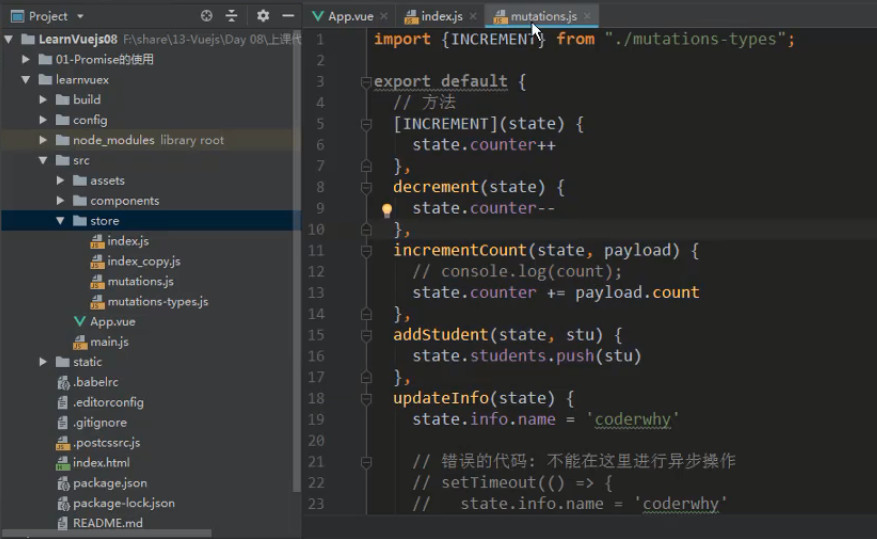 Project
LearnVuejs08 F:\share\13-Vuejs\Day 08\上课代
01-Promise的使用
learnvuex
build
config
node_modules library root
src
assets
components
store
index.js
index_copy.js
mutations.js
mutations-types.js
App.vue
main.js
static
.babelrc
.editorconfig
.gitignore
.postcssrc.js
index.html
package.json
package-lock.json
README.md
App.vue
index.js
mutations.js
1 import {INCREMENT} from "./mutations-types";
2
3 export default {
4 // 方法
5 [INCREMENT](state) {
6 state.counter++
7 },
8 decrement(state) {
9 state.counter--
10 },
11 incrementCount(state, payload) {
12 // console.log(count);
13 state.counter += payload.count
14 },
15 addStudent(state, stu) {
16 state.students.push(stu)
17 },
18 updateInfo(state) {
19 state.info.name = 'coderwhy'
20
21 // 错误的代码: 不能在这里进行异步操作
22 // setTimeout(() => {
23 // state.info.name = 'coderwhy'